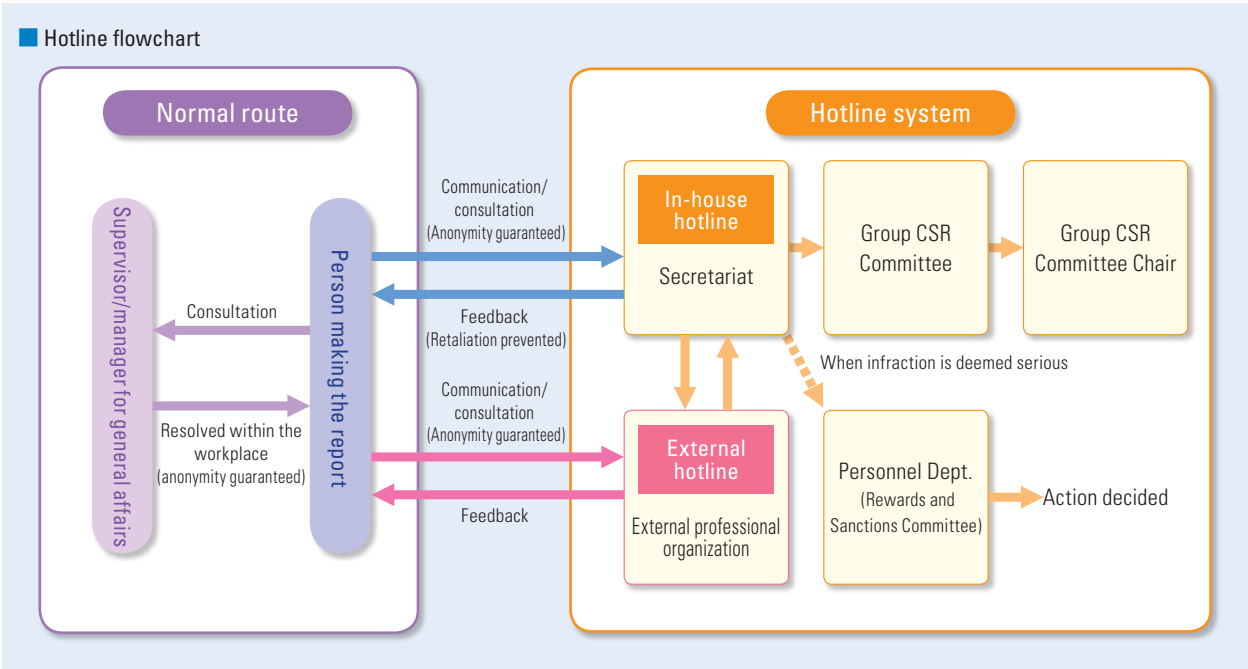 Hotline flowchart
Normal route
Supervisor/manager for general affairs
Consultation
Resolved within the
workplace
(anonymity guaranteed)
Person making the report
Communication/
consultation
(Anonymity guaranteed)
Feedback
(Retaliation prevented)
Communication/
consultation
(Anonymity guaranteed)
Feedback
Hotline system
In-house
hotline
Secretariat
Group CSR
Committee
Group CSR
Committee Chair
When infraction is deemed serious
External
hotline
External professional
organization
Personnel Dept.
(Rewards and
Sanctions Committee)
Action decided